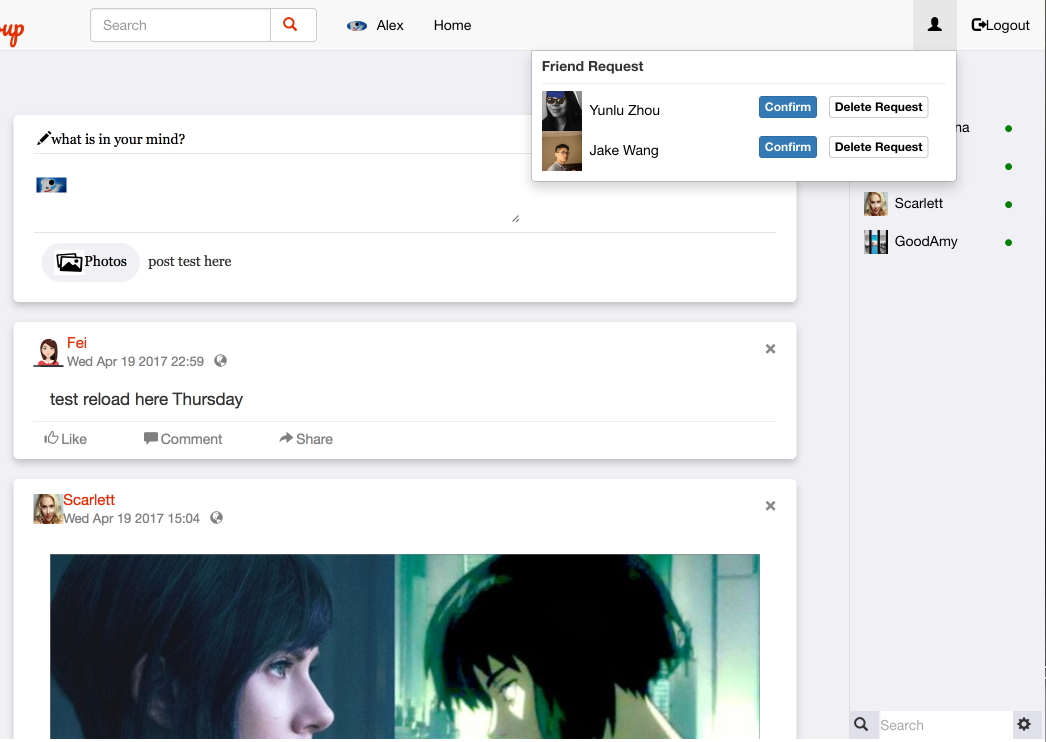 Search
Alex
Home
Logout
Friend Request
Yunlu Zhou
Confirm
Delete Request
Jake Wang
Confirm
Delete Request
what is in your mind?
Photos
post test here
Scarlett
GoodAmy
Fei
Wed Apr 19 2017 22:59
test reload here Thursday
Like
Comment
Share
Scarlett
Wed Apr 19 2017 15:04
Search